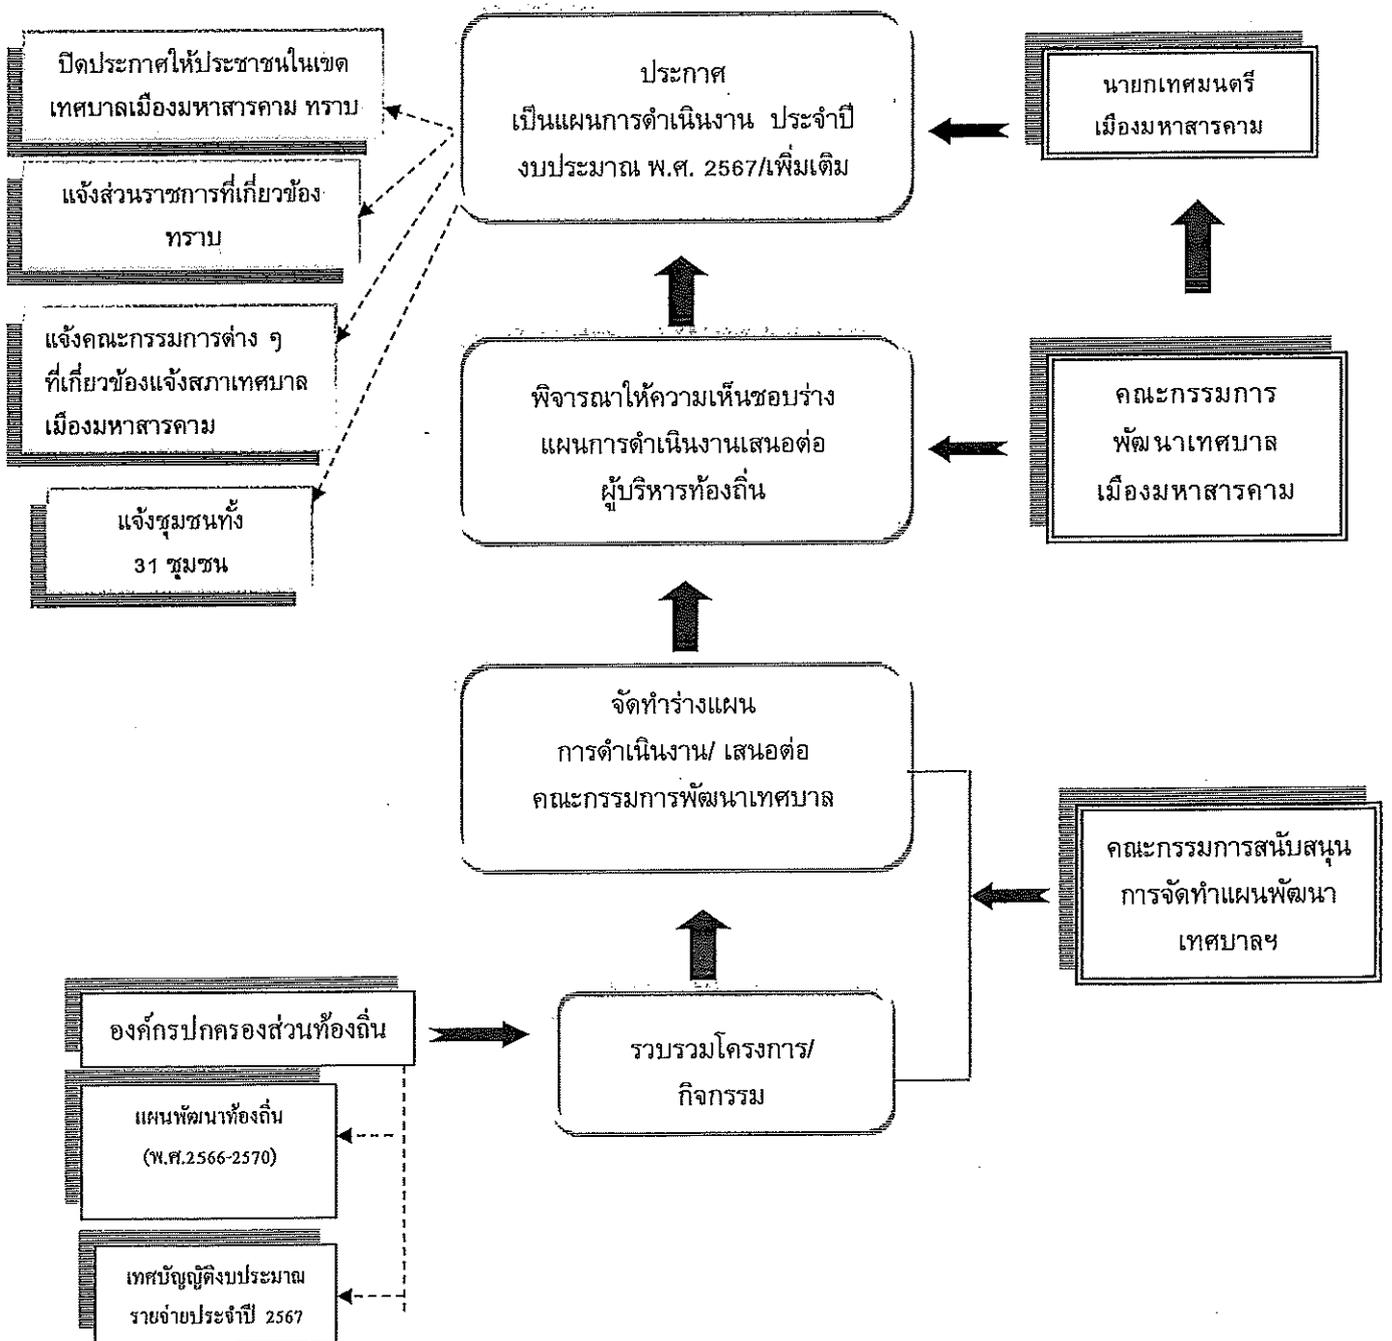 ปิดประกาศให้ประชาชนในเขต
เทศบาลเมืองมหาสารคาม ทราบ
แจ้งส่วนราชการที่เกี่ยวข้อง
ทราบ
แจ้งคณะกรรมการต่าง ๆ
ที่เกี่ยวข้องแจ้งสภาเทศบาล
เมืองมหาสารคาม
แจ้งชุมชนทั้ง
31 ชุมชน
ประกาศ
เป็นแผนการดำเนินงาน ประจำปี
งบประมาณ พ.ศ. 2567/เพิ่มเติม
นายกเทศมนตรี
เมืองมหาสารคาม
พิจารณาให้ความเห็นชอบร่าง
แผนการดำเนินงานเสนอต่อ
ผู้บริหารท้องถิ่น
คณะกรรมการ
พัฒนาเทศบาล
เมืองมหาสารคาม
จัดทำร่างแผน
การดำเนินงาน/ เสนอต่อ
คณะกรรมการพัฒนาเทศบาล
คณะกรรมการสนับสนุน
การจัดทำแผนพัฒนา
เทศบาลฯ
องค์กรปกครองส่วนท้องถิ่น
รวบรวมโครงการ/
กิจกรรม
แผนพัฒนาท้องถิ่น
(พ.ศ.2566-2570)
เทศบัญญัติงบประมาณ
รายจ่ายประจำปี 2567